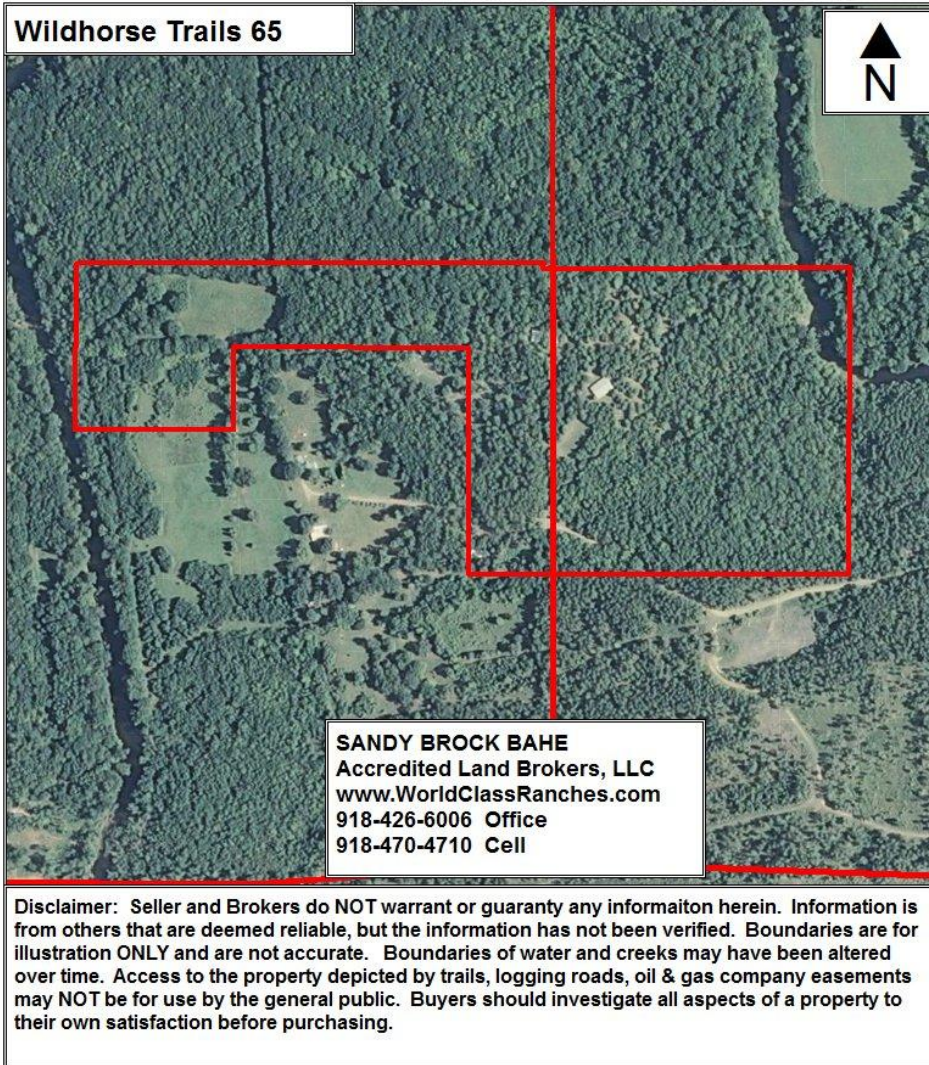 Wildhorse Trails 65
N
SANDY BROCK BAHE
Accredited Land Brokers, LLC
www.WorldClassRanches.com
918-426-6006 Office
918-470-4710 Cell
Disclaimer: Seller and Brokers do NOT warrant or guaranty any informaiton herein. Information is
from others that are deemed reliable, but the information has not been verified. Boundaries are for
illustration ONLY and are not accurate. Boundaries of water and creeks may have been altered
over time. Access to the property depicted by trails, logging roads, oil & gas company easements
may NOT be for use by the general public. Buyers should investigate all aspects of a property to
their own satisfaction before purchasing.